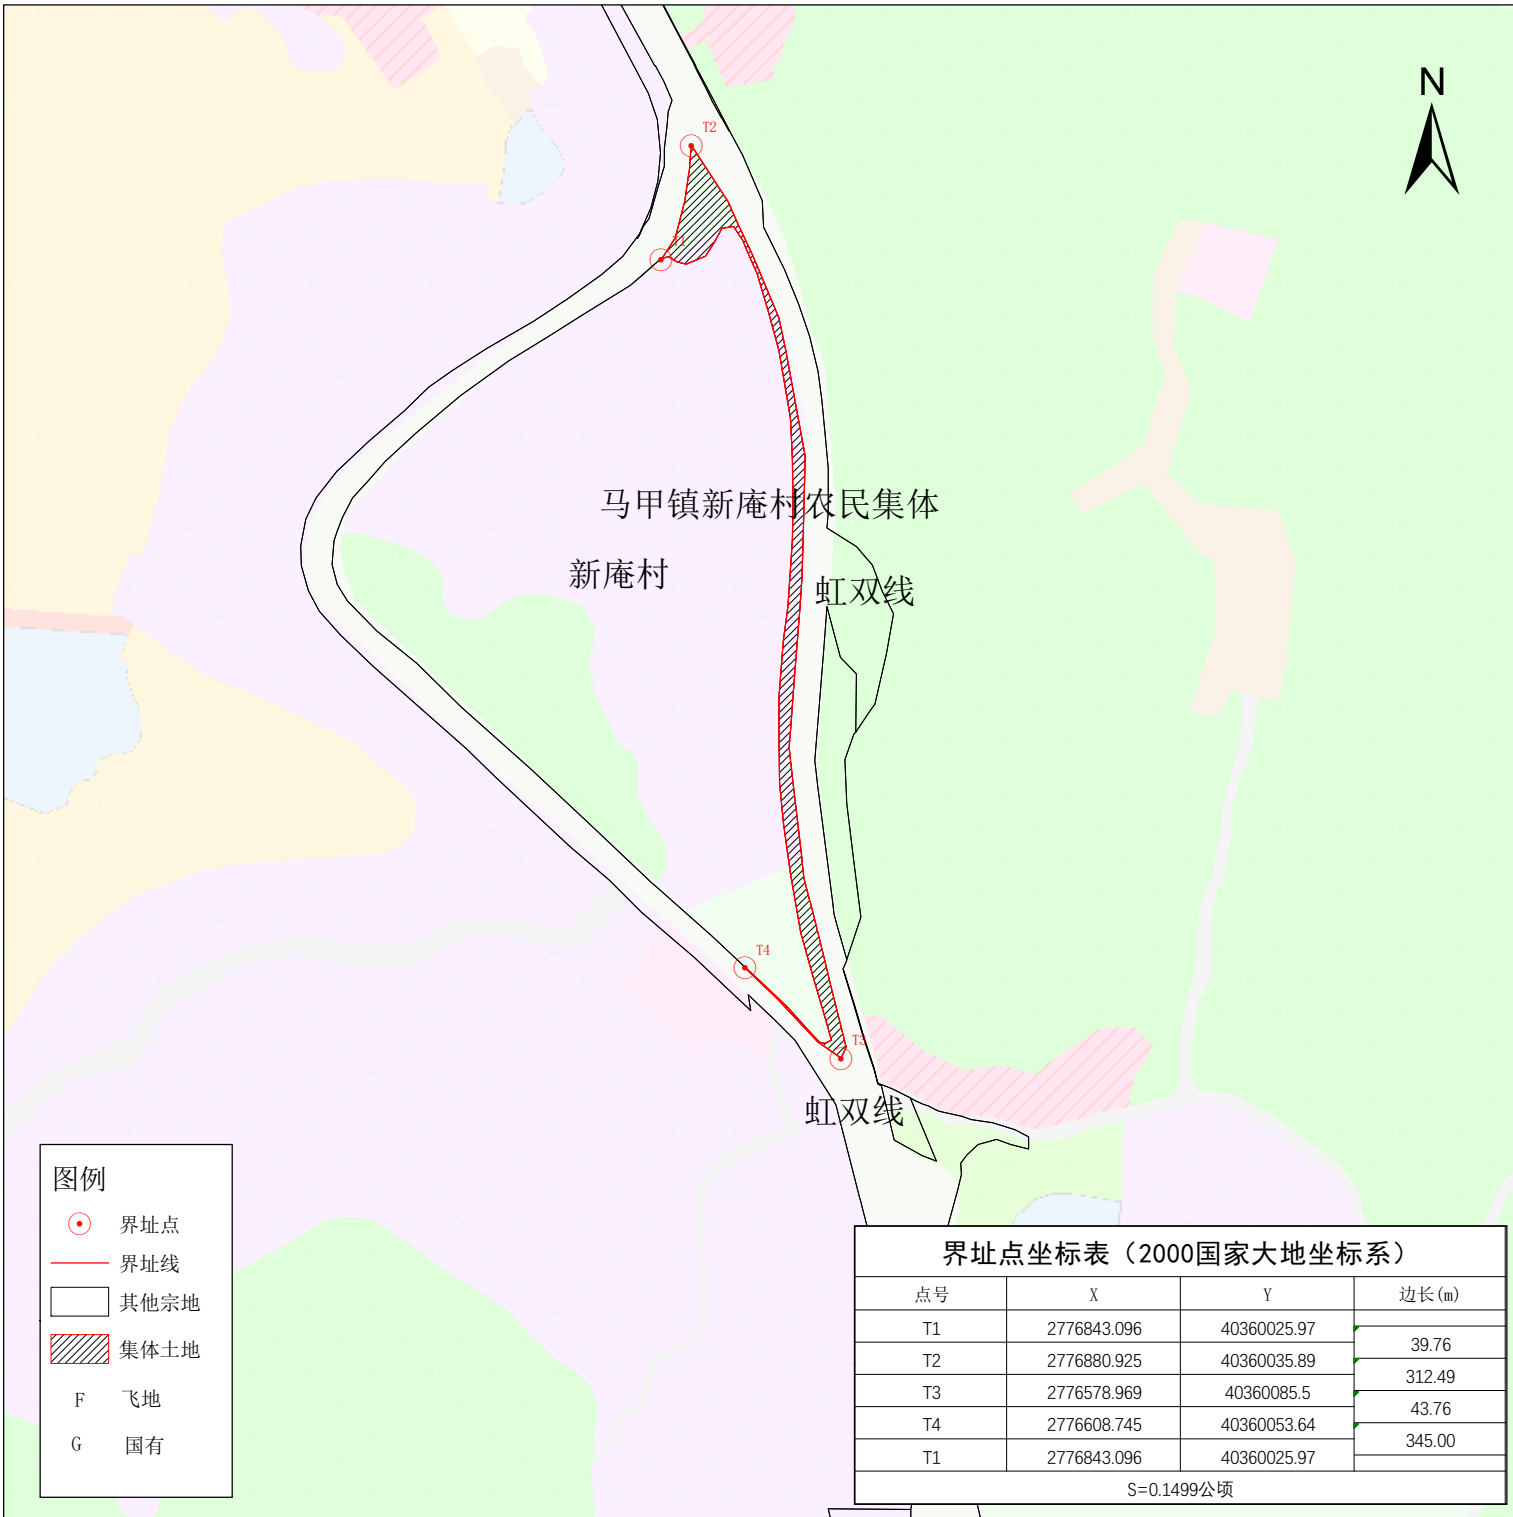 N
T2
T1
马甲镇新庵村农民集体
新庵村
虹双线
T4
T3
虹双线
图例
界址点
界址线
其他宗地
集体土地
F 飞地
G 国有
界址点坐标表（2000国家大地坐标系）
点号 X Y 边长(m)
T1 2776843.096 40360025.97
39.76
T2 2776880.925 40360035.89
312.49
T3 2776578.969 40360085.5
43.76
T4 2776608.745 40360053.64
345.00
T1 2776843.096 40360025.97
S=0.1499公顷